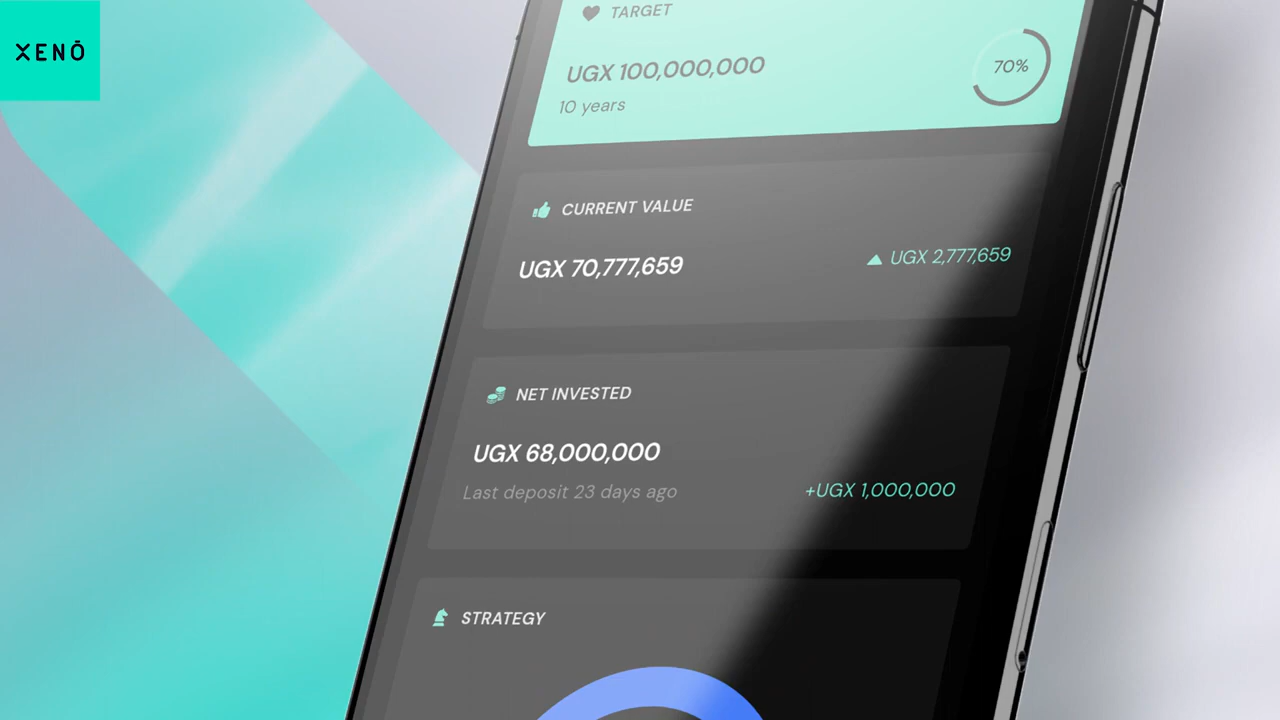 XENŌ
TARGET
UGX 100,000,000
70%
10 years
CURRENT VALUE
UGX 70,777,659
UGX 2,777,659
NET INVESTED
UGX 68,000,000
Last deposit 23 days ago
+UGX 1,000,000
STRATEGY